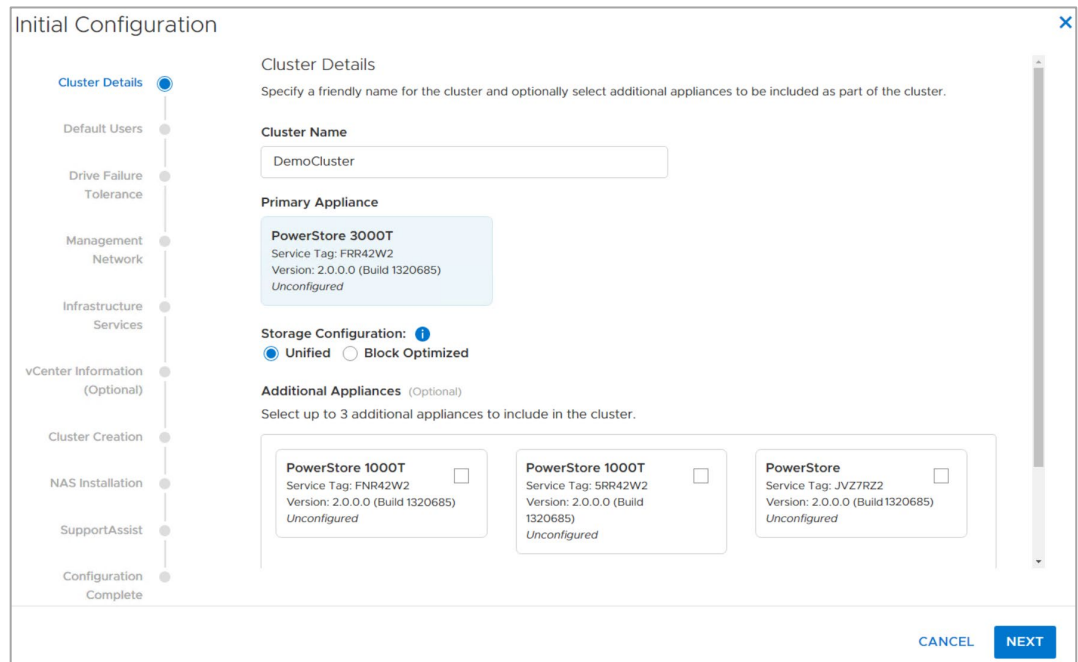 Initial Configuration
Cluster Details
Default Users
Drive Failure
Tolerance
Management
Network
Infrastructure
Services
vCenter Information
(Optional)
Cluster Creation
NAS Installation
SupportAssist
Configuration
Complete
Cluster Details
Specify a friendly name for the cluster and optionally select additional appliances to be included as part of the cluster.
Cluster Name
DemoCluster
Primary Appliance
PowerStore 3000T
Service Tag: FRR42W2
Version: 2.0.0.0 (Build 1320685)
Unconfigured
Storage Configuration:
Unified Block Optimized
Additional Appliances (Optional)
Select up to 3 additional appliances to include in the cluster.
PowerStore 1000T
Service Tag: FNR42W2
Version: 2.0.0.0 (Build 1320685)
Unconfigured
PowerStore 1000T
Service Tag: 5RR42W2
Version: 2.0.0.0 (Build
1320685)
Unconfigured
PowerStore
Service Tag: JVZ7RZ2
Version: 2.0.0.0 (Build 1320685)
Unconfigured
CANCEL NEXT